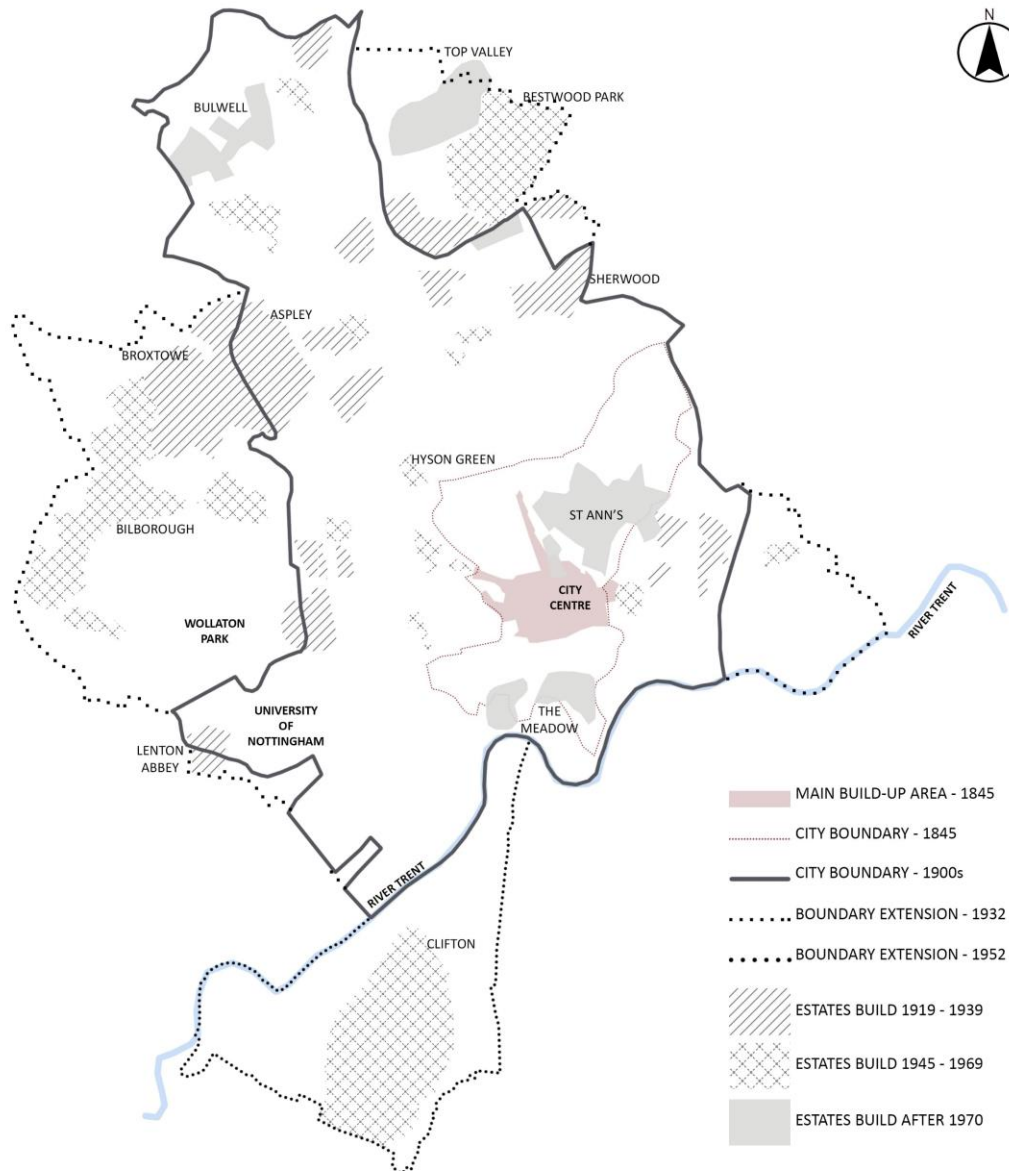 N
TOP VALLEY
BESTWOOD PARK
BULWELL
SHERWOOD
ASPLEY
BROXTOWE
HYSON GREEN
ST ANN'S
BILBOROUGH
CITY
CENTRE
WOLLATON
PARK
RIVER TRENT
UNIVERSITY
OF
NOTTINGHAM
THE
MEADOW
LENTON
ABBEY
RIVER TRENT
CLIFTON
MAIN BUILD-UP AREA - 1845
CITY BOUNDARY - 1845
CITY BOUNDARY - 1900s
BOUNDARY EXTENSION - 1932
BOUNDARY EXTENSION - 1952
ESTATES BUILD 1919 - 1939
ESTATES BUILD 1945 - 1969
ESTATES BUILD AFTER 1970